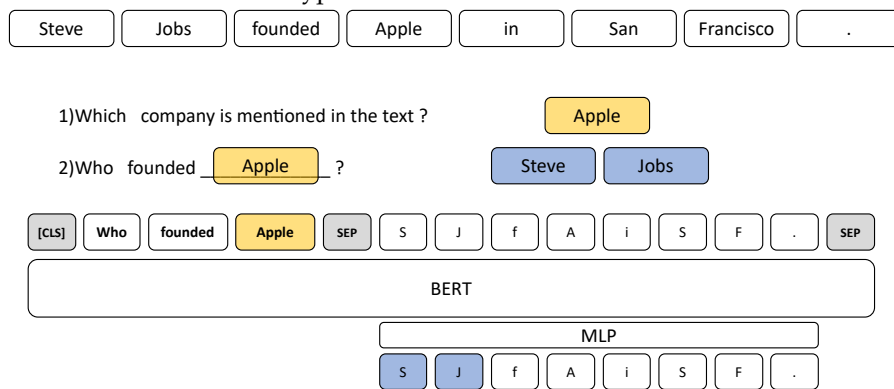 Steve Jobs founded Apple in San Francisco .
1)Which company is mentioned in the text ? Apple
2)Who founded Apple ? Steve Jobs
[CLS] Who founded Apple SEP S J f A i S F . SEP
BERT
MLP
S J f A i S F .